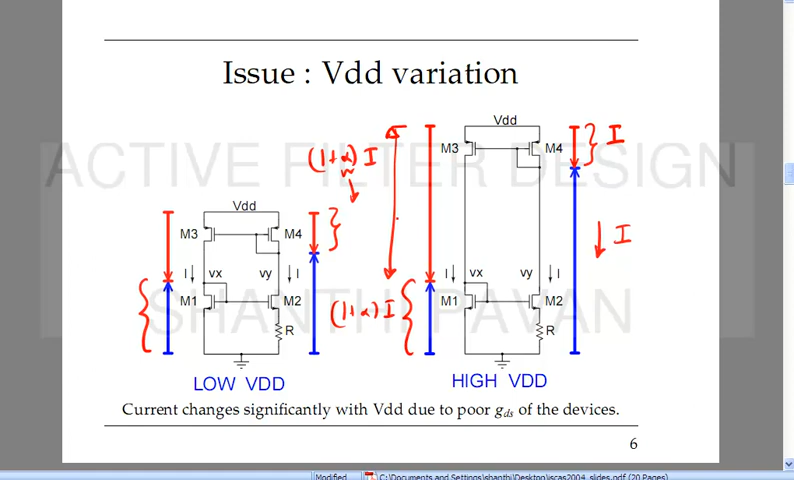 Issue : Vdd variation
ACTIVE FILTER DESIGN
SHANTHI PAVAN
(1+α) I
Vdd
M3
M4
I
vx
vy
I
M1
M2
R
(1+α) I
LOW VDD
Vdd
M3
M4
I
I
I
vx
vy
I
M1
M2
R
HIGH VDD
Current changes significantly with Vdd due to poor gds of the devices.
6
Modified
C:\Documents and Settings\shanthi\Desktop\iscas2004_slides.pdf (20 Pages)